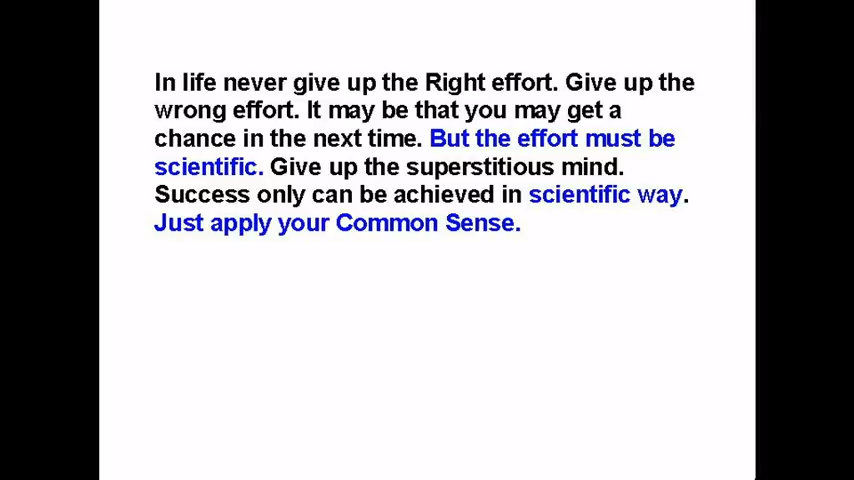 In life never give up the Right effort. Give up the
wrong effort. It may be that you may get a
chance in the next time. But the effort must be
scientific. Give up the superstitious mind.
Success only can be achieved in scientific way.
Just apply your Common Sense.